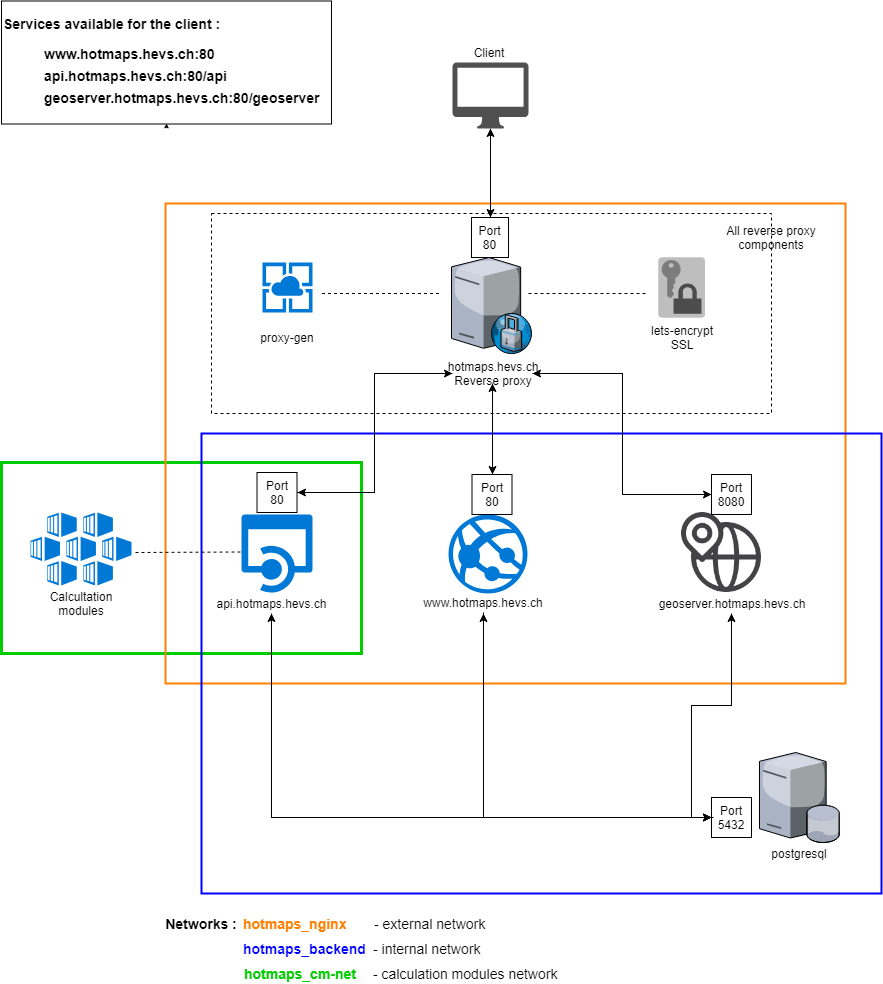 Services available for the client :
www.hotmaps.hevs.ch:80
api.hotmaps.hevs.ch:80/api
geoserver.hotmaps.hevs.ch:80/geoserver
Client
Port
80
All reverse proxy
components
proxy-gen
lets-encrypt
SSL
hotmaps.hevs.ch
Reverse proxy
Port
80
Port
80
Port
8080
Calcultation
modules
api.hotmaps.hevs.ch
www.hotmaps.hevs.ch
geoserver.hotmaps.hevs.ch
Port
5432
postgresql
Networks : hotmaps_nginx - external network
hotmaps_backend - internal network
hotmaps_cm-net - calculation modules network